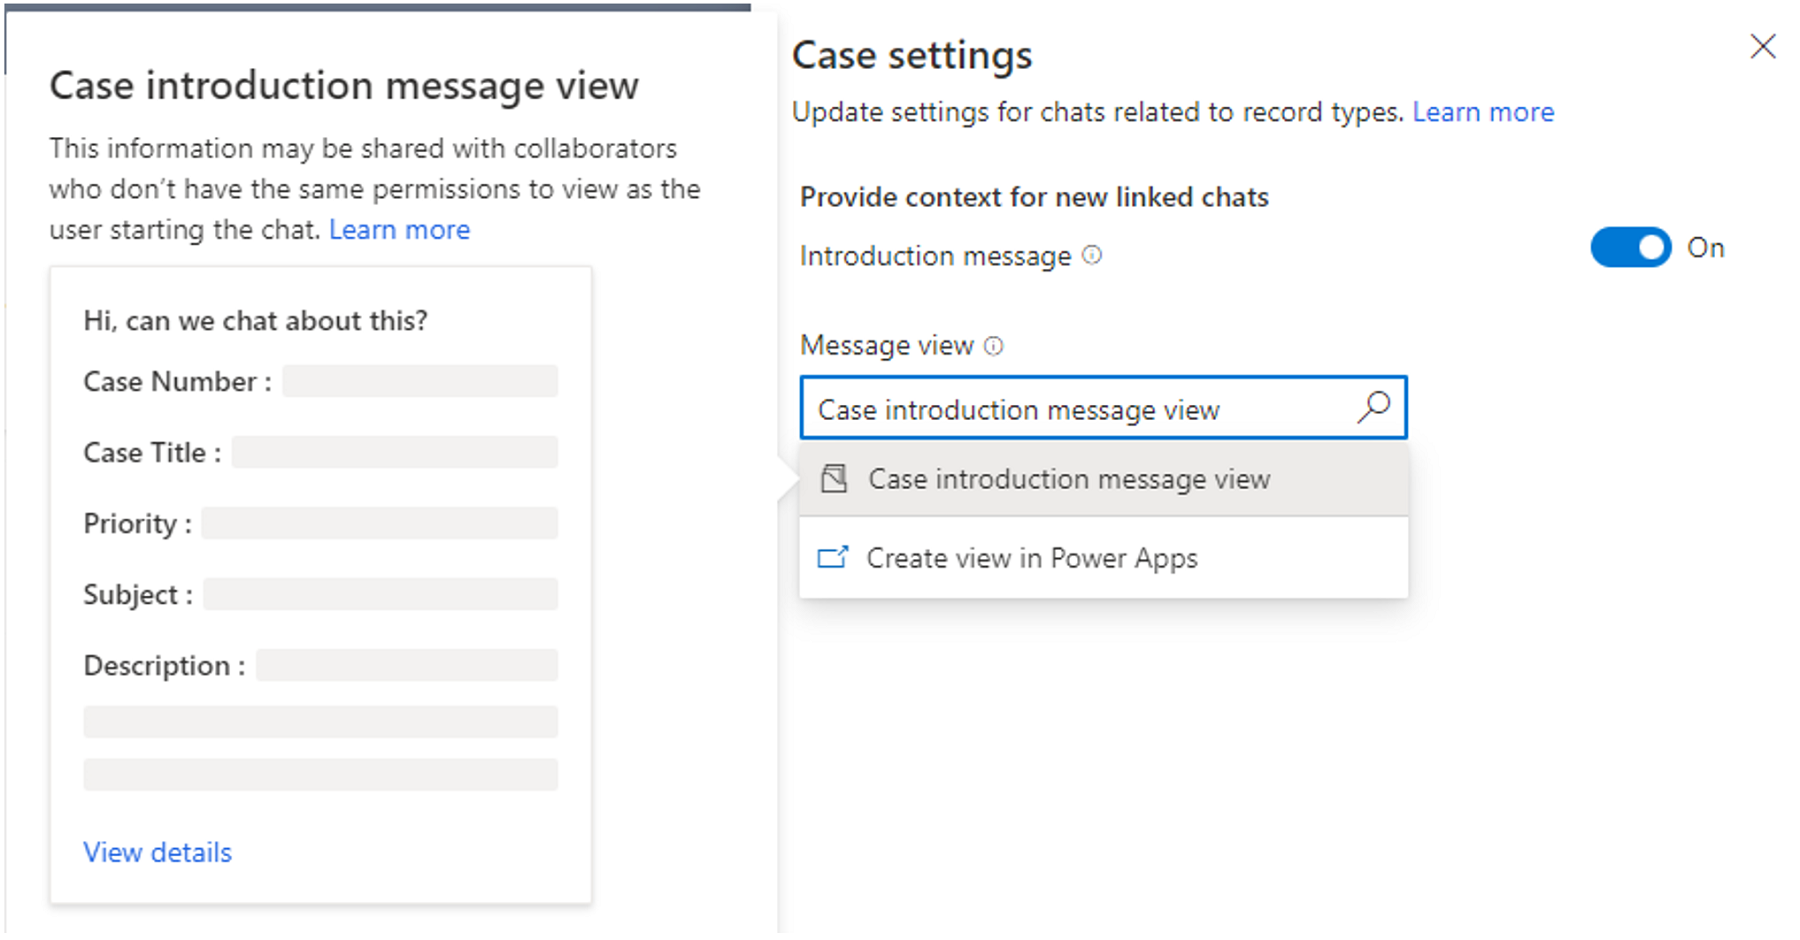 Case introduction message view
This information may be shared with collaborators
who don't have the same permissions to view as the
user starting the chat. Learn more
Hi, can we chat about this?
Case Number :
Case Title :
Priority :
Subject :
Description :
View details
Case settings
Update settings for chats related to record types. Learn more
Provide context for new linked chats
Introduction message
On
Message view
Case introduction message view
Case introduction message view
Create view in Power Apps